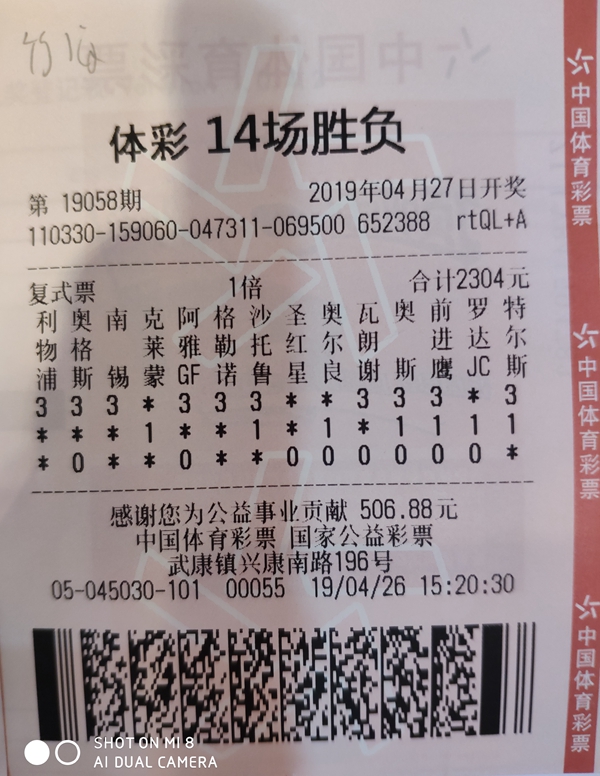 中国体育彩票
体彩 14场胜负
第 19058期 2019年04月27日开奖
110330-159060-047311-069500 652388 rtQL+A
复式票 1倍 合计2304元
利 奥 南 克 阿 格 沙 圣 奥 瓦 奥 前 罗 特
物 格 莱 雅 勒 托 红 尔 朗 进 达 尔
浦 斯 锡 蒙 GF 诺 鲁 星 良 谢 斯 鹰 JC 斯
3 3 3 * 3 3 3 * * 3 3 3 * 3
* * * 1 * * 1 * 1 * 1 1 1 1
* 0 * * 0 * * 0 0 0 0 0 0 *
感谢您为公益事业贡献 506.88元
中国体育彩票 国家公益彩票
武康镇兴康南路196号
05-045030-101 00055 19/04/26 15:20:30
中国体育彩票
中国体育彩票
中国体育彩票
SHOT ON MI 8
AI DUAL CAMERA